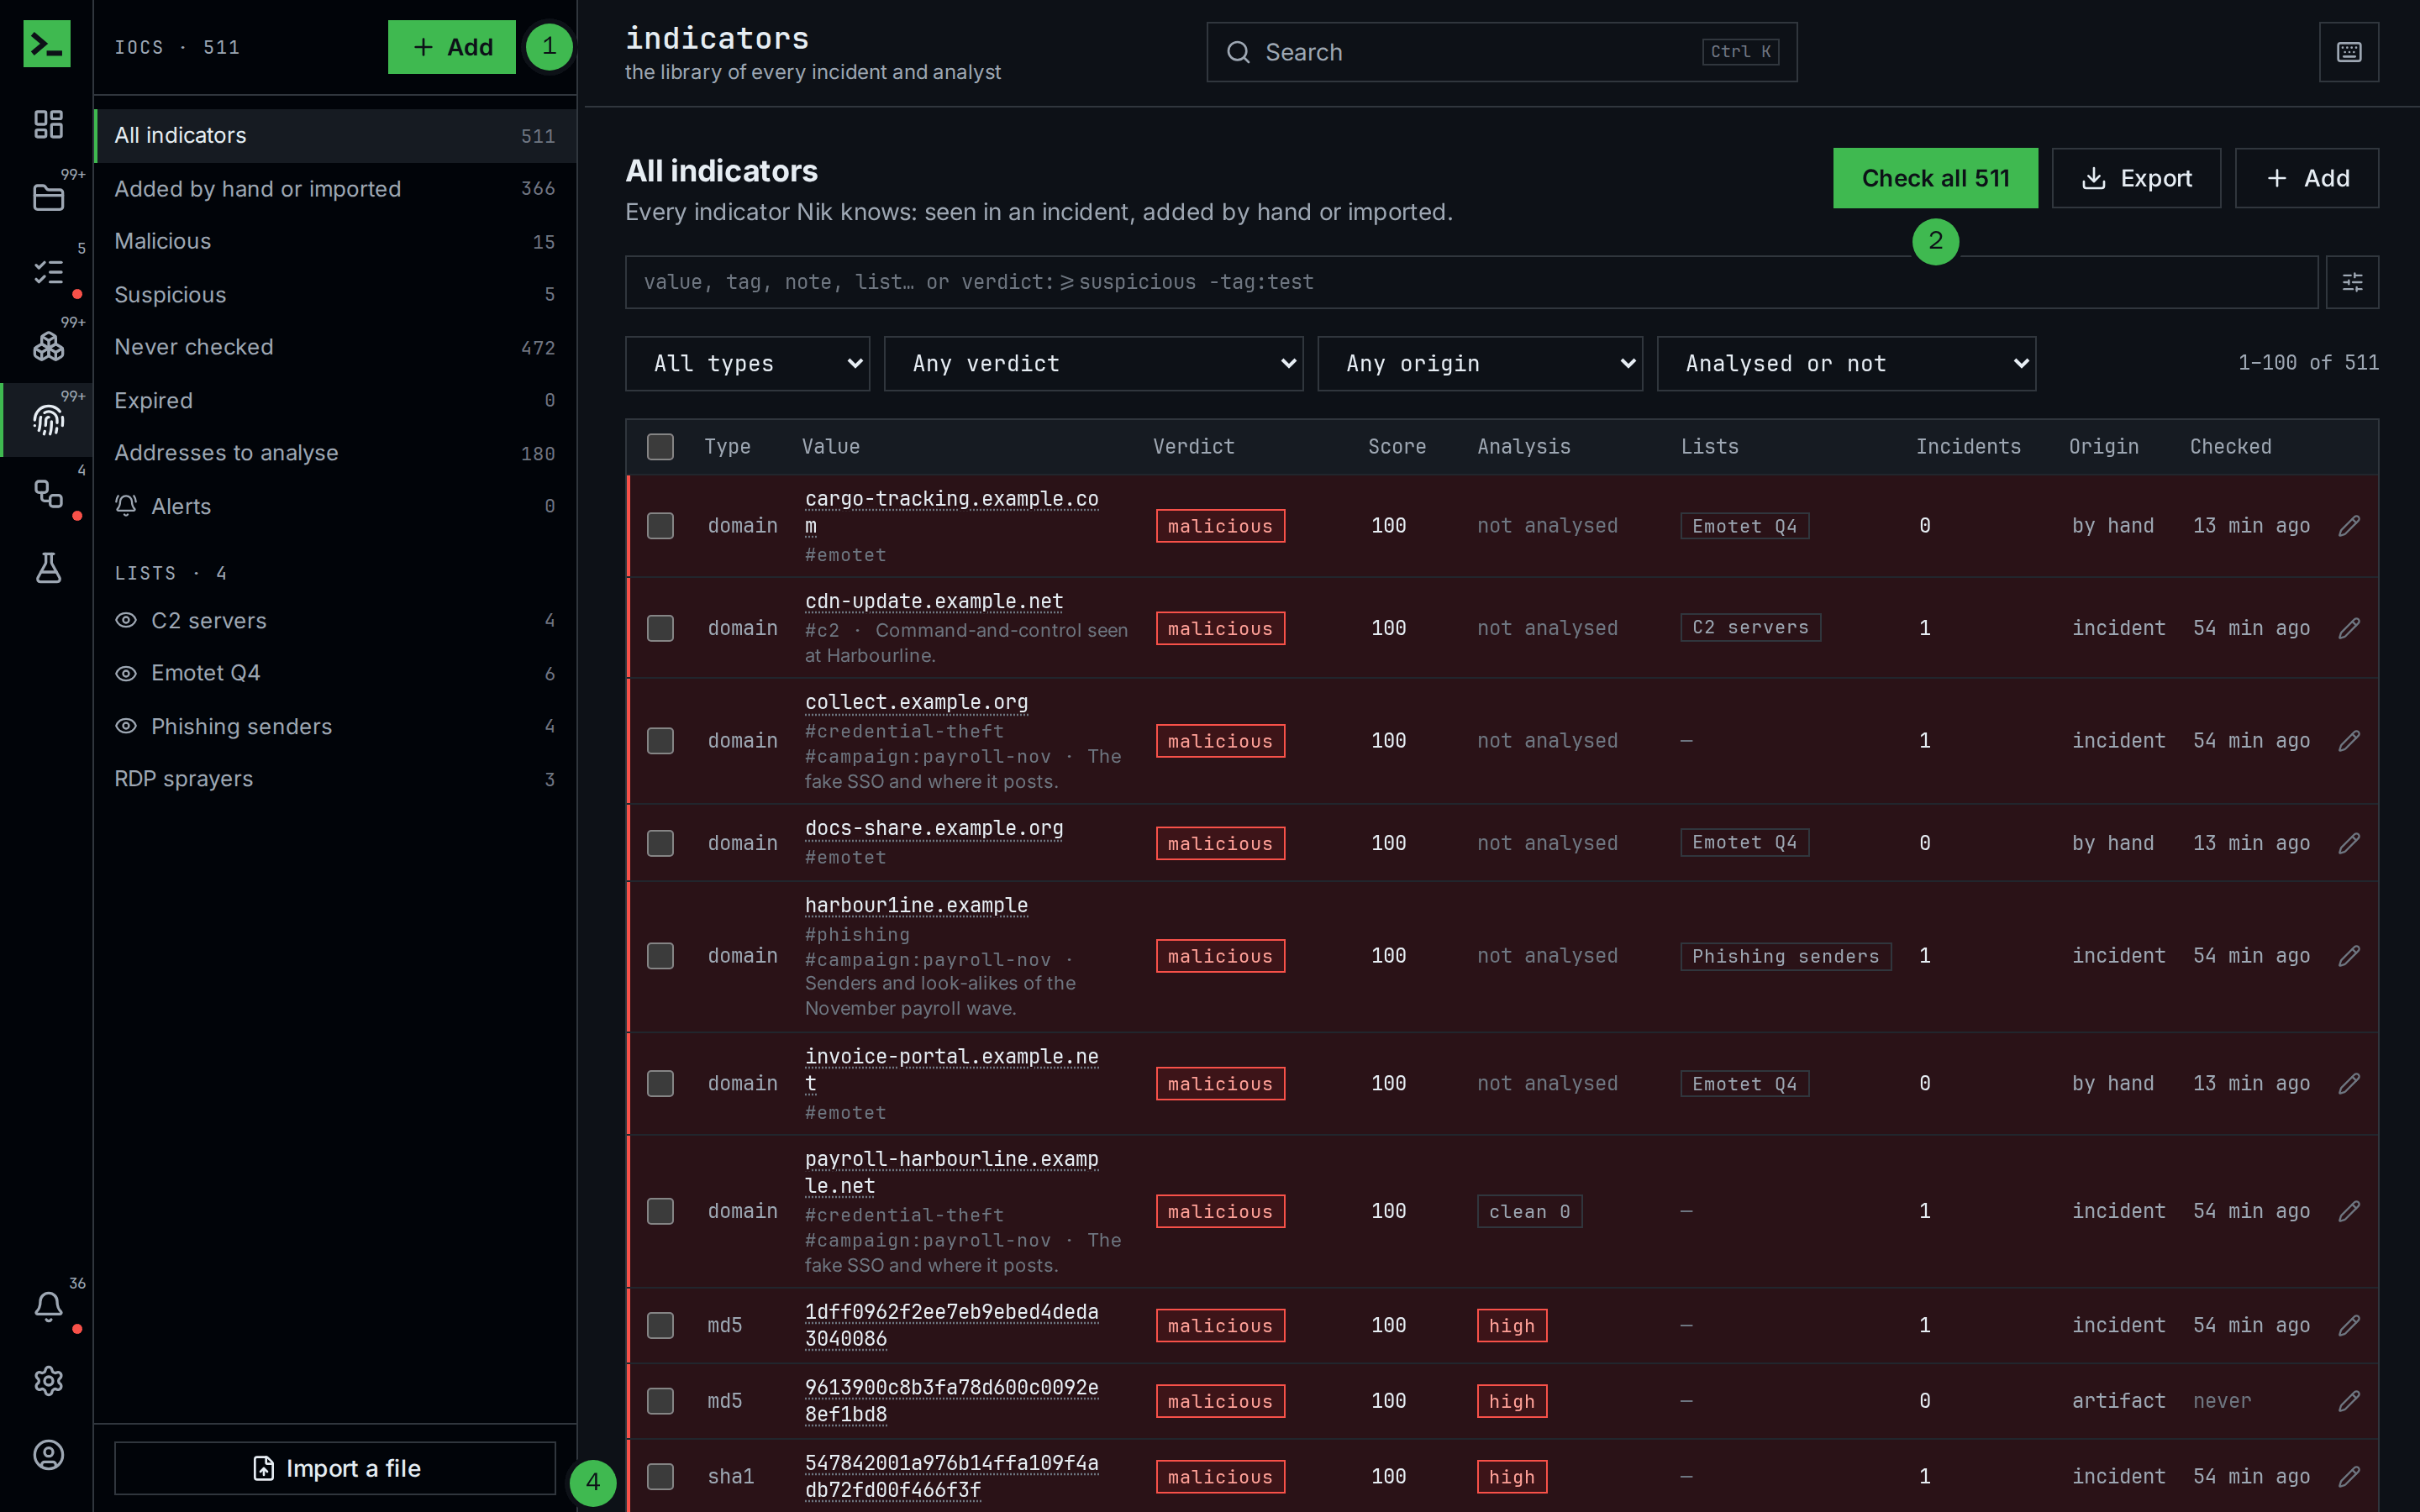 IOCS · 511
Add
1
indicators
the library of every incident and analyst
Search
Ctrl K
99+
5
99+
99+
4
36
All indicators 511
Added by hand or imported 366
Malicious 15
Suspicious 5
Never checked 472
Expired 0
Addresses to analyse 180
Alerts 0
LISTS · 4
C2 servers 4
Emotet Q4 6
Phishing senders 4
RDP sprayers 3
Import a file
4
All indicators
Every indicator Nik knows: seen in an incident, added by hand or imported.
Check all 511
Export
Add
2
value, tag, note, list… or verdict:⩾suspicious -tag:test
All types
Any verdict
Any origin
Analysed or not
1–100 of 511
Type Value Verdict Score Analysis Lists Incidents Origin Checked
cargo-tracking.example.co
m
#emotet
domain malicious 100 not analysed Emotet Q4 0 by hand 13 min ago
cdn-update.example.net
#c2 · Command-and-control seen
at Harbourline.
domain malicious 100 not analysed C2 servers 1 incident 54 min ago
collect.example.org
#credential-theft
#campaign:payroll-nov · The
fake SSO and where it posts.
domain malicious 100 not analysed — 1 incident 54 min ago
docs-share.example.org
#emotet
domain malicious 100 not analysed Emotet Q4 0 by hand 13 min ago
harbour1ine.example
#phishing
#campaign:payroll-nov ·
Senders and look-alikes of the
November payroll wave.
domain malicious 100 not analysed Phishing senders 1 incident 54 min ago
invoice-portal.example.ne
t
#emotet
domain malicious 100 not analysed Emotet Q4 0 by hand 13 min ago
payroll-harbourline.examp
le.net
#credential-theft
#campaign:payroll-nov · The
fake SSO and where it posts.
domain malicious 100 clean 0 — 1 incident 54 min ago
1dff0962f2ee7eb9ebed4deda
3040086
md5 malicious 100 high — 1 incident 54 min ago
9613900c8b3fa78d600c0092e
8ef1bd8
md5 malicious 100 high — 0 artifact never
547842001a976b14ffa109f4a
db72fd00f466f3f
sha1 malicious 100 high — 1 incident 54 min ago